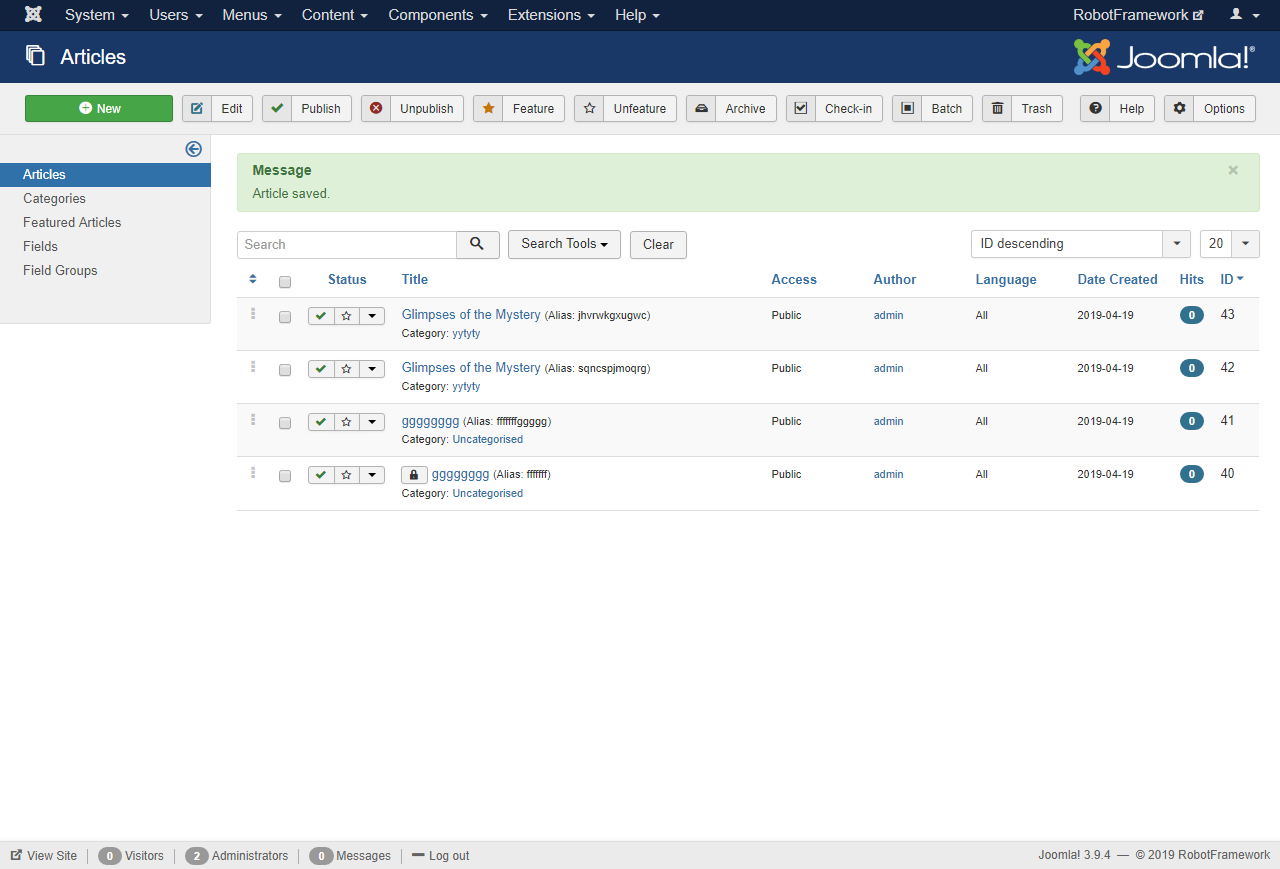 System Users Menus Content Components Extensions Help RobotFramework
Articles Joomla!®
New Edit Publish Unpublish Feature Unfeature Archive Check-in Batch Trash Help Options
Articles
Categories
Featured Articles
Fields
Field Groups
Message ×
Article saved.
Search Search Tools Clear ID descending 20
Status Title Access Author Language Date Created Hits ID
Glimpses of the Mystery (Alias: jhvrwkgxugwc) Public admin All 2019-04-19 0 43
Category: yytyty
Glimpses of the Mystery (Alias: sqncspjmoqrg) Public admin All 2019-04-19 0 42
Category: yytyty
gggggggg (Alias: fffffffggggg) Public admin All 2019-04-19 0 41
Category: Uncategorised
gggggggg (Alias: fffffff) Public admin All 2019-04-19 0 40
Category: Uncategorised
View Site 0 Visitors 2 Administrators 0 Messages Log out Joomla! 3.9.4 — © 2019 RobotFramework